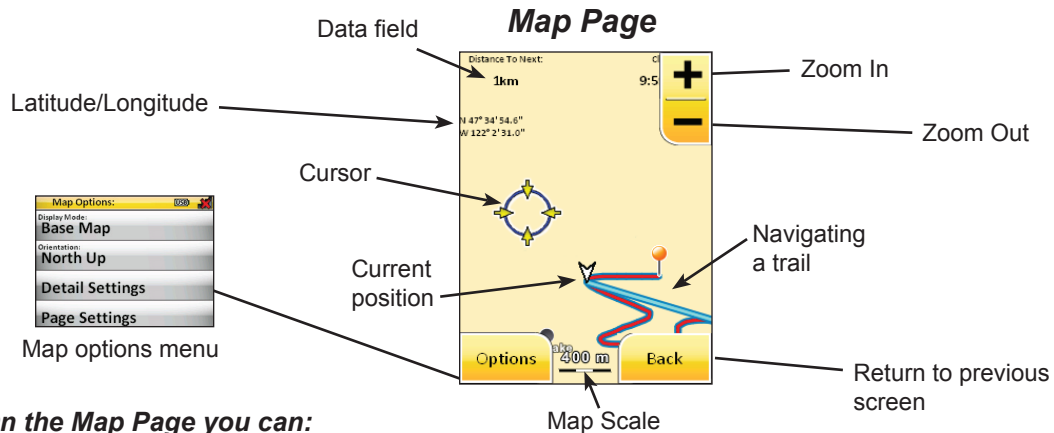 Map Page
Data field
Distance To Next:
1km
9:5
Zoom In
Latitude/Longitude
N 47° 34' 54.6"
W 122° 2' 31.0"
Zoom Out
Cursor
Map Options:
Display Mode:
Base Map
Orientation:
North Up
Detail Settings
Page Settings
Map options menu
Navigating
a trail
Current
position
Options
400 m
Back
Return to previous
screen
Map Scale
n the Map Page you can: